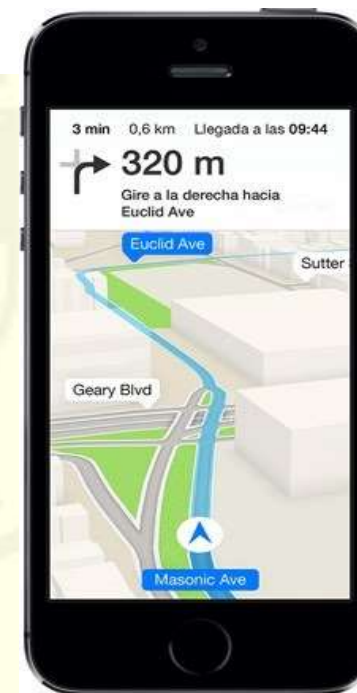 3 min 0,6 km Llegada a las 09:44
320 m
Gire a la derecha hacia
Euclid Ave
Euclid Ave
Sutter
Geary Blvd
Masonic Ave